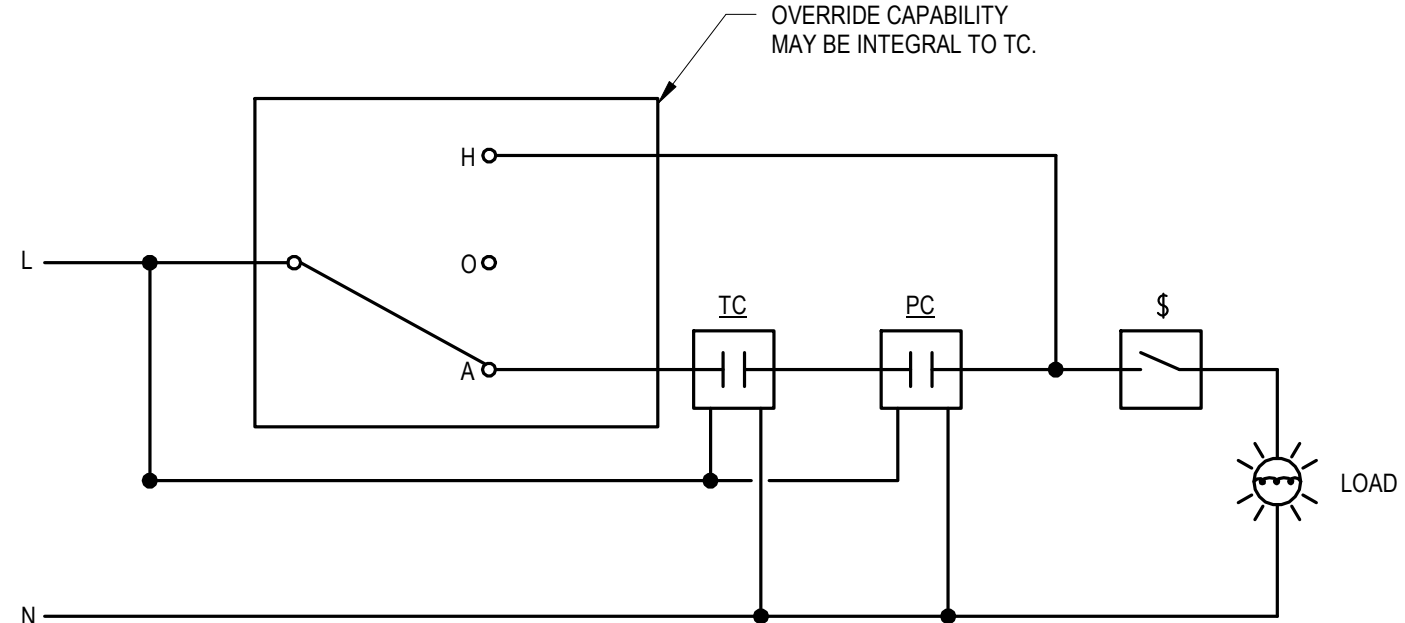 OVERRIDE CAPABILITY
MAY BE INTEGRAL TO TC.
H
L
O
TC
PC
$
A
LOAD
N